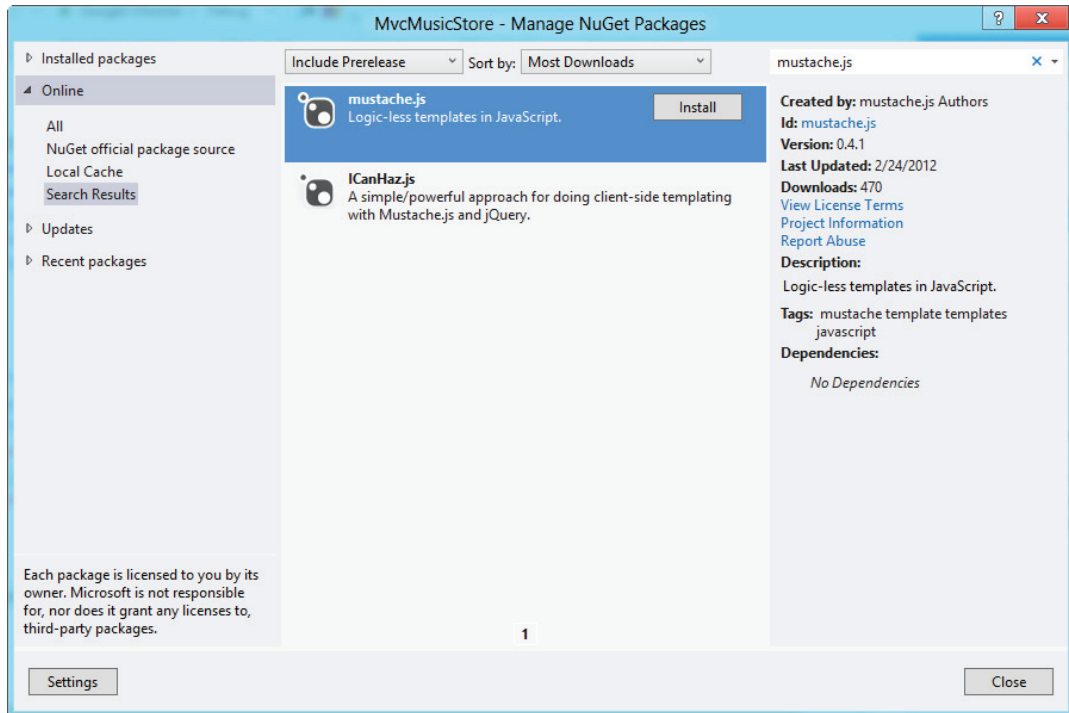 MvcMusicStore - Manage NuGet Packages
?
x
Installed packages
Online
All
NuGet official package source
Local Cache
Search Results
Updates
Recent packages
Each package is licensed to you by its
owner. Microsoft is not responsible
for, nor does it grant any licenses to,
third-party packages.
Include Prerelease
Sort by: Most Downloads
mustache.js
Logic-less templates in JavaScript.
Install
ICanHaz.js
A simple/powerful approach for doing client-side templating
with Mustache.js and jQuery.
1
mustache.js
Created by: mustache.js Authors
Id: mustache.js
Version: 0.4.1
Last Updated: 2/24/2012
Downloads: 470
View License Terms
Project Information
Report Abuse
Description:
Logic-less templates in JavaScript.
Tags: mustache template templates
javascript
Dependencies:
No Dependencies
Settings
Close